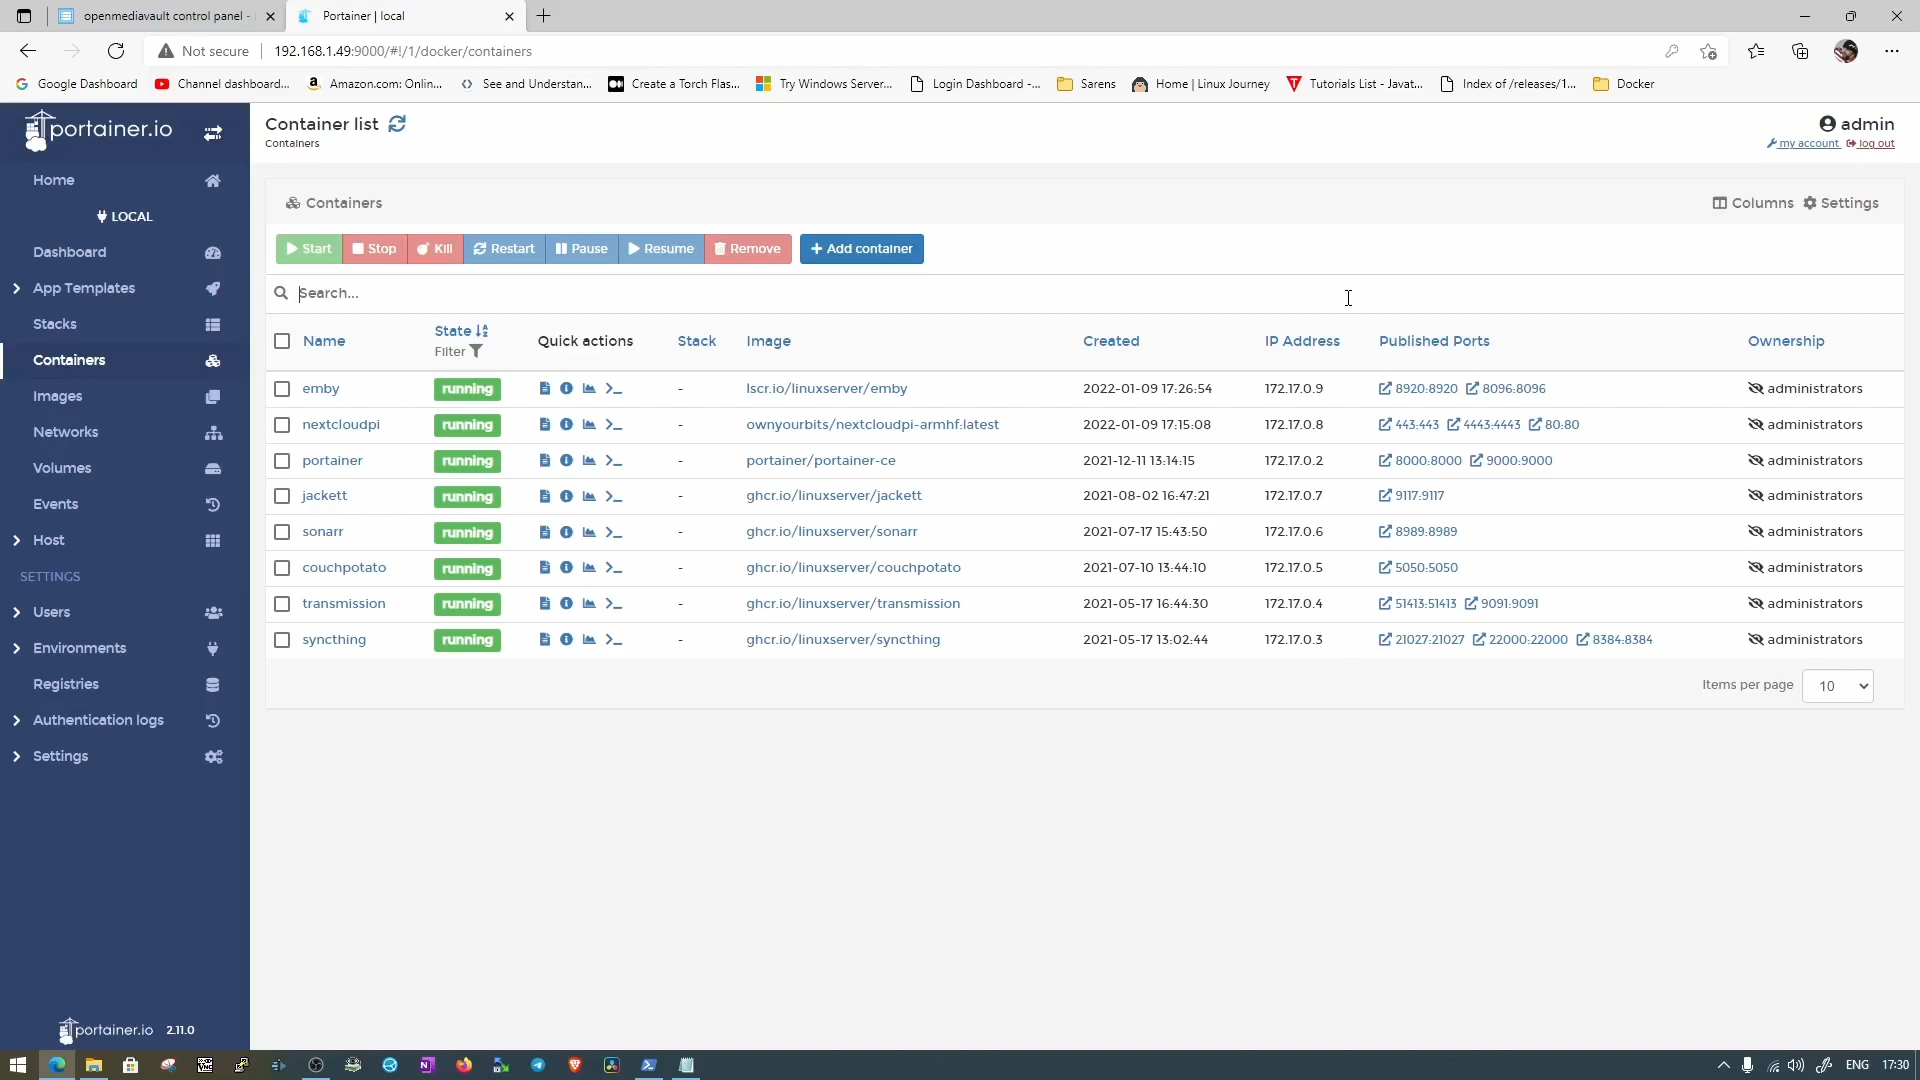 openmediavault control panel -
Portainer | local
Not secure
192.168.1.49:9000/#!/1/docker/containers
Google Dashboard
Channel dashboard...
Amazon.com: Onlin...
See and Understan...
Create a Torch Flas...
Try Windows Server...
Login Dashboard -...
Sarens
Home | Linux Journey
Tutorials List - Javat...
Index of /releases/1...
Docker
portainer.io
Home
LOCAL
Dashboard
App Templates
Stacks
Containers
Images
Networks
Volumes
Events
Host
SETTINGS
Users
Environments
Registries
Authentication logs
Settings
portainer.io 2.11.0
Container list
Containers
admin
my account log out
Containers
Columns Settings
Start Stop Kill Restart Pause Resume Remove Add container
Search...
Name State Filter Quick actions Stack Image Created IP Address Published Ports Ownership
emby running - lscr.io/linuxserver/emby 2022-01-09 17:26:54 172.17.0.9 8920:8920 8096:8096 administrators
nextcloudpi running - ownyourbits/nextcloudpi-armhf:latest 2022-01-09 17:15:08 172.17.0.8 443:443 4443:4443 80:80 administrators
portainer running - portainer/portainer-ce 2021-12-11 13:14:15 172.17.0.2 8000:8000 9000:9000 administrators
jackett running - ghcr.io/linuxserver/jackett 2021-08-02 16:47:21 172.17.0.7 9117:9117 administrators
sonarr running - ghcr.io/linuxserver/sonarr 2021-07-17 15:43:50 172.17.0.6 8989:8989 administrators
couchpotato running - ghcr.io/linuxserver/couchpotato 2021-07-10 13:44:10 172.17.0.5 5050:5050 administrators
transmission running - ghcr.io/linuxserver/transmission 2021-05-17 16:44:30 172.17.0.4 51413:51413 9091:9091 administrators
syncthing running - ghcr.io/linuxserver/syncthing 2021-05-17 13:02:44 172.17.0.3 21027:21027 22000:22000 8384:8384 administrators
Items per page 10
ENG 17:30